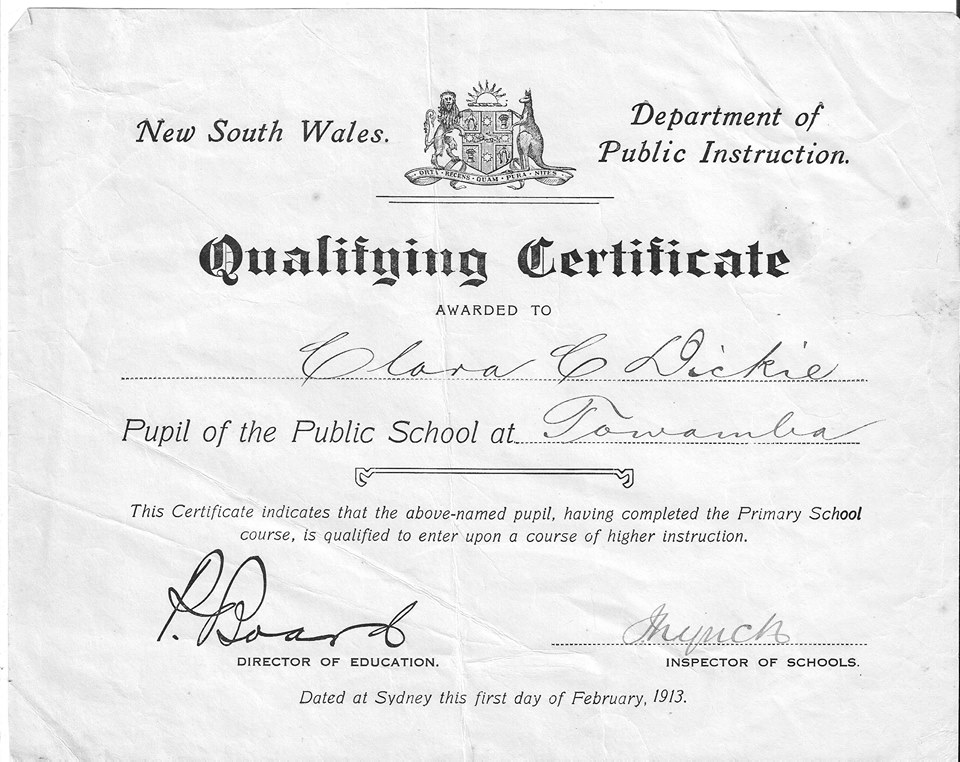 New South Wales.
Department of
Public Instruction.
ORTA · RECENS · QUAM · PURA · NITES
Qualifying Certificate
AWARDED TO
Clara C Dickie
Pupil of the Public School at Towamba
This Certificate indicates that the above-named pupil, having completed the Primary School
course, is qualified to enter upon a course of higher instruction.
P. Board
DIRECTOR OF EDUCATION.
INSPECTOR OF SCHOOLS.
Dated at Sydney this first day of February, 1913.